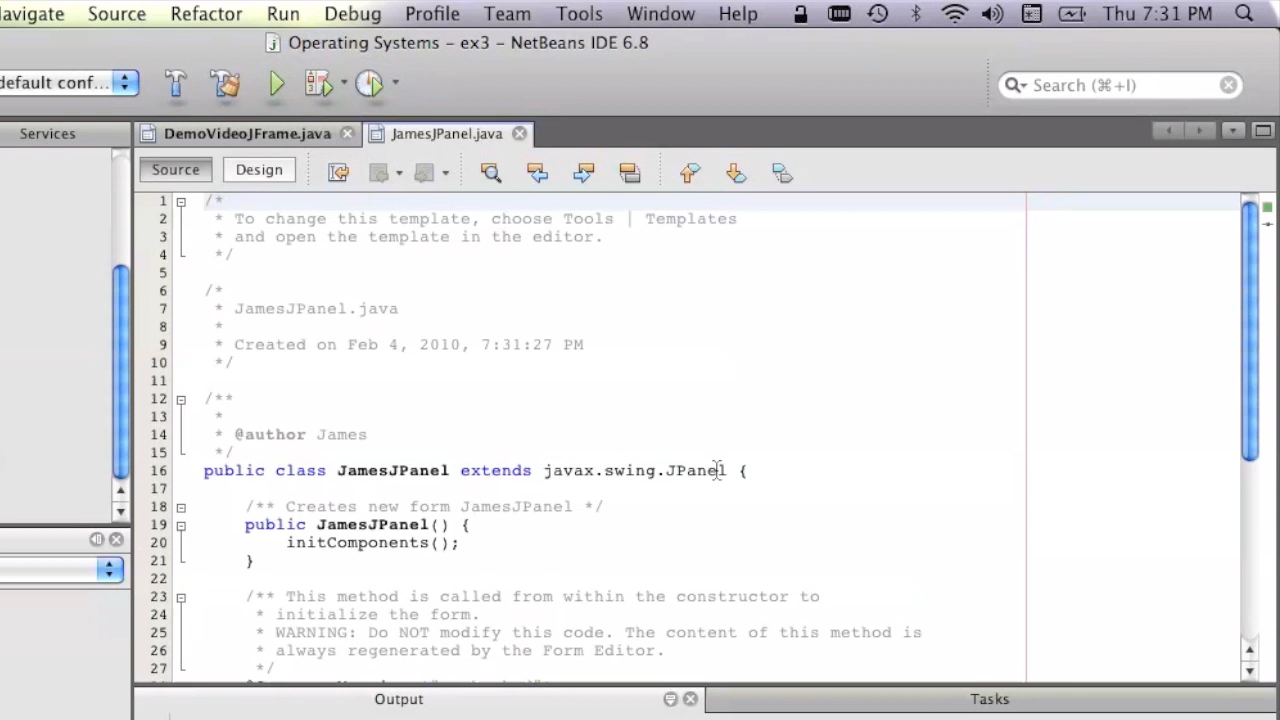 avigate Source Refactor Run Debug Profile Team Tools Window Help Thu 7:31 PM
Operating Systems – ex3 – NetBeans IDE 6.8
default conf... Search (⌘+I)
Services DemoVideoJFrame.java JamesJPanel.java
Source Design
1 /*
2 * To change this template, choose Tools | Templates
3 * and open the template in the editor.
4 */
5
6 /*
7 * JamesJPanel.java
8 *
9 * Created on Feb 4, 2010, 7:31:27 PM
10 */
11
12 /**
13 *
14 * @author James
15 */
16 public class JamesJPanel extends javax.swing.JPanel {
17
18 /** Creates new form JamesJPanel */
19 public JamesJPanel() {
20 initComponents();
21 }
22
23 /** This method is called from within the constructor to
24 * initialize the form.
25 * WARNING: Do NOT modify this code. The content of this method is
26 * always regenerated by the Form Editor.
27 */
Output Tasks